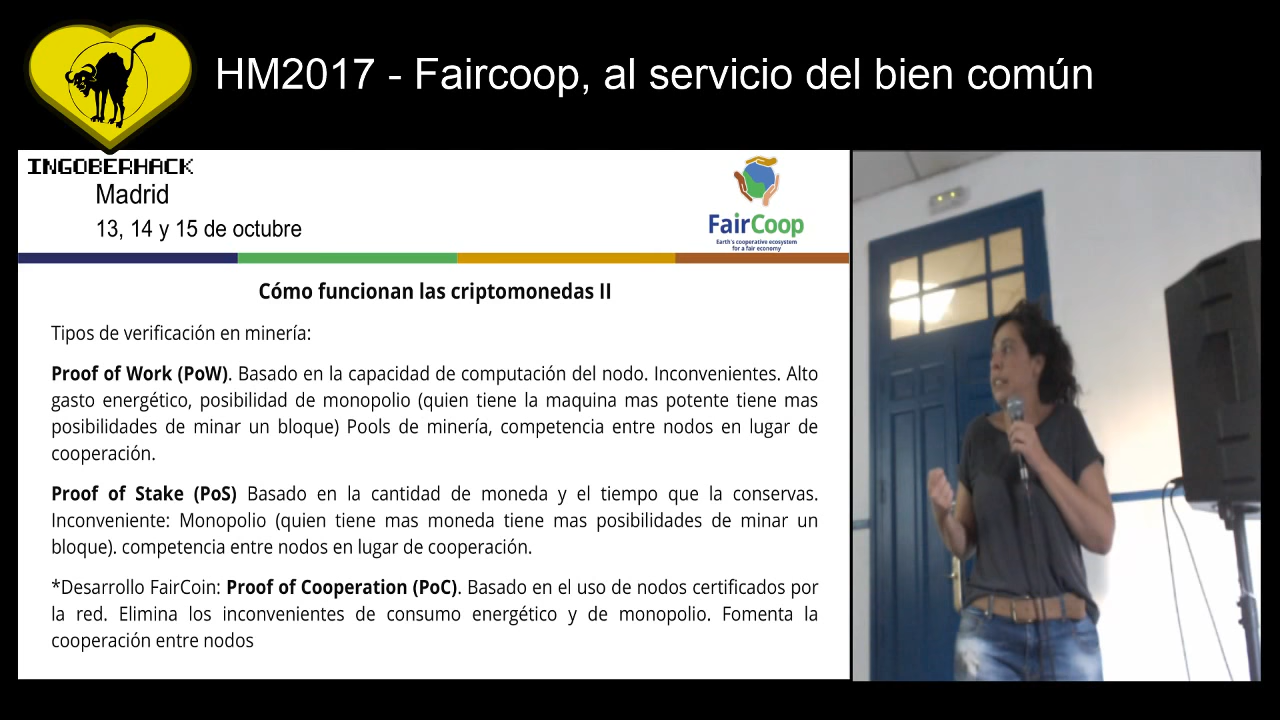 HM2017 - Faircoop, al servicio del bien común
INGOBERHACK
Madrid
13, 14 y 15 de octubre
FairCoop
Earth's cooperative ecosystem
for a fair economy
Cómo funcionan las criptomonedas II
Tipos de verificación en minería:
Proof of Work (PoW). Basado en la capacidad de computación del nodo. Inconvenientes. Alto
gasto energético, posibilidad de monopolio (quien tiene la maquina mas potente tiene mas
posibilidades de minar un bloque) Pools de minería, competencia entre nodos en lugar de
cooperación.
Proof of Stake (PoS) Basado en la cantidad de moneda y el tiempo que la conservas.
Inconveniente: Monopolio (quien tiene mas moneda tiene mas posibilidades de minar un
bloque). competencia entre nodos en lugar de cooperación.
*Desarrollo FairCoin: Proof of Cooperation (PoC). Basado en el uso de nodos certificados por
la red. Elimina los inconvenientes de consumo energético y de monopolio. Fomenta la
cooperación entre nodos